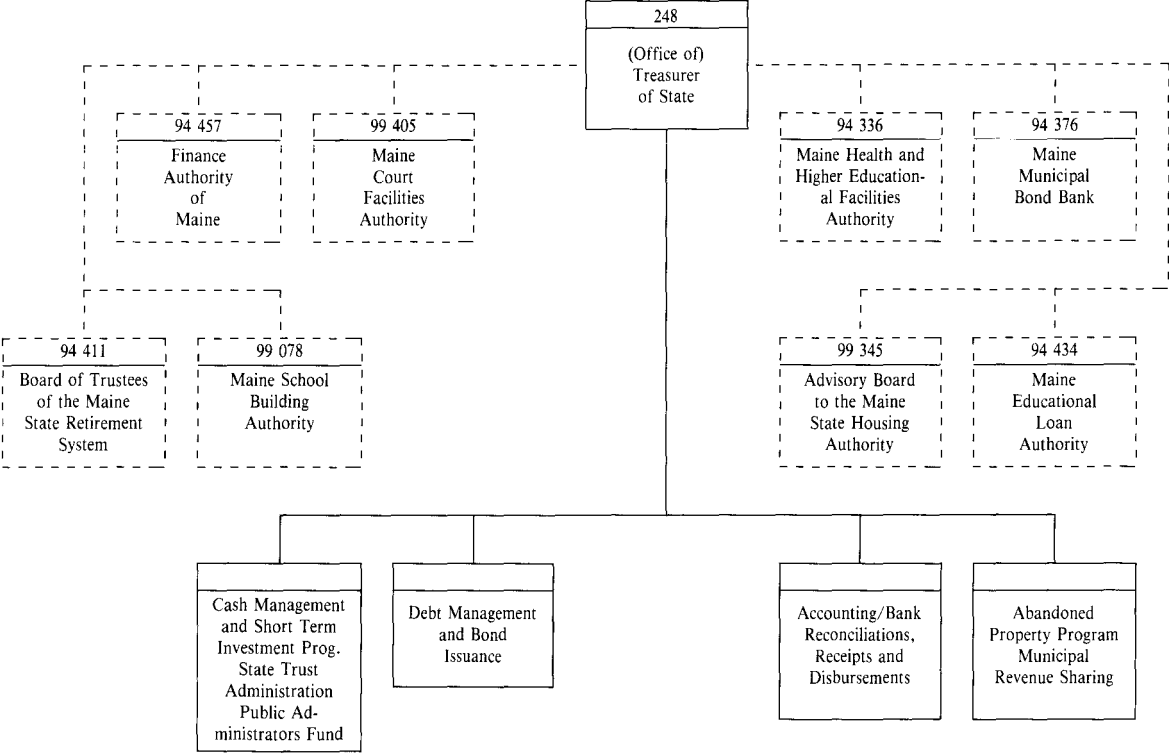 248
(Office of)
Treasurer
of State
94 457
Finance
Authority
of
Maine
99 405
Maine
Court
Facilities
Authority
94 336
Maine Health and
Higher Education-
al Facilities
Authority
94 376
Maine
Municipal
Bond Bank
94 411
Board of Trustees
of the Maine
State Retirement
System
99 078
Maine School
Building
Authority
99 345
Advisory Board
to the Maine
State Housing
Authority
94 434
Maine
Educational
Loan
Authority
Cash Management
and Short Term
Investment Prog.
State Trust
Administration
Public Ad-
ministrators Fund
Debt Management
and Bond
Issuance
Accounting/Bank
Reconciliations,
Receipts and
Disbursements
Abandoned
Property Program
Municipal
Revenue Sharing